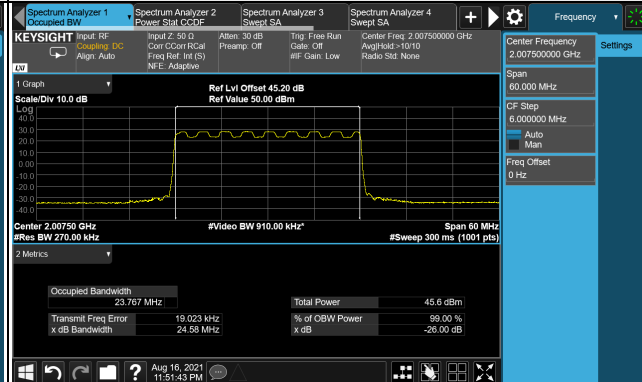 Spectrum Analyzer 1
Occupied BW
Spectrum Analyzer 2
Power Stat CCDF
Spectrum Analyzer 3
Swept SA
Spectrum Analyzer 4
Swept SA
Frequency
KEYSIGHT
LXI
Input: RF
Coupling: DC
Align: Auto
Input Z: 50 Ω
Corr CCorr RCal
Freq Ref: Int (S)
NFE: Adaptive
Atten: 30 dB
Preamp: Off
Trig: Free Run
Gate: Off
#IF Gain: Low
Center Freq: 2.007500000 GHz
Avg|Hold:>10/10
Radio Std: None
Center Frequency
2.007500000 GHz
Settings
Span
60.000 MHz
CF Step
6.000000 MHz
Auto
Man
Freq Offset
0 Hz
1 Graph
Scale/Div 10.0 dB
Ref Lvl Offset 45.20 dB
Ref Value 50.00 dBm
Log
40.0
30.0
20.0
10.0
0.00
-10.0
-20.0
-30.0
-40.0
Center 2.00750 GHz
#Video BW 910.00 kHz*
Span 60 MHz
#Res BW 270.00 kHz
#Sweep 300 ms (1001 pts)
2 Metrics
Occupied Bandwidth
23.767 MHz
Total Power 45.6 dBm
Transmit Freq Error 19.023 kHz
% of OBW Power 99.00 %
x dB Bandwidth 24.58 MHz
x dB -26.00 dB
?
Aug 16, 2021
11:51:43 PM